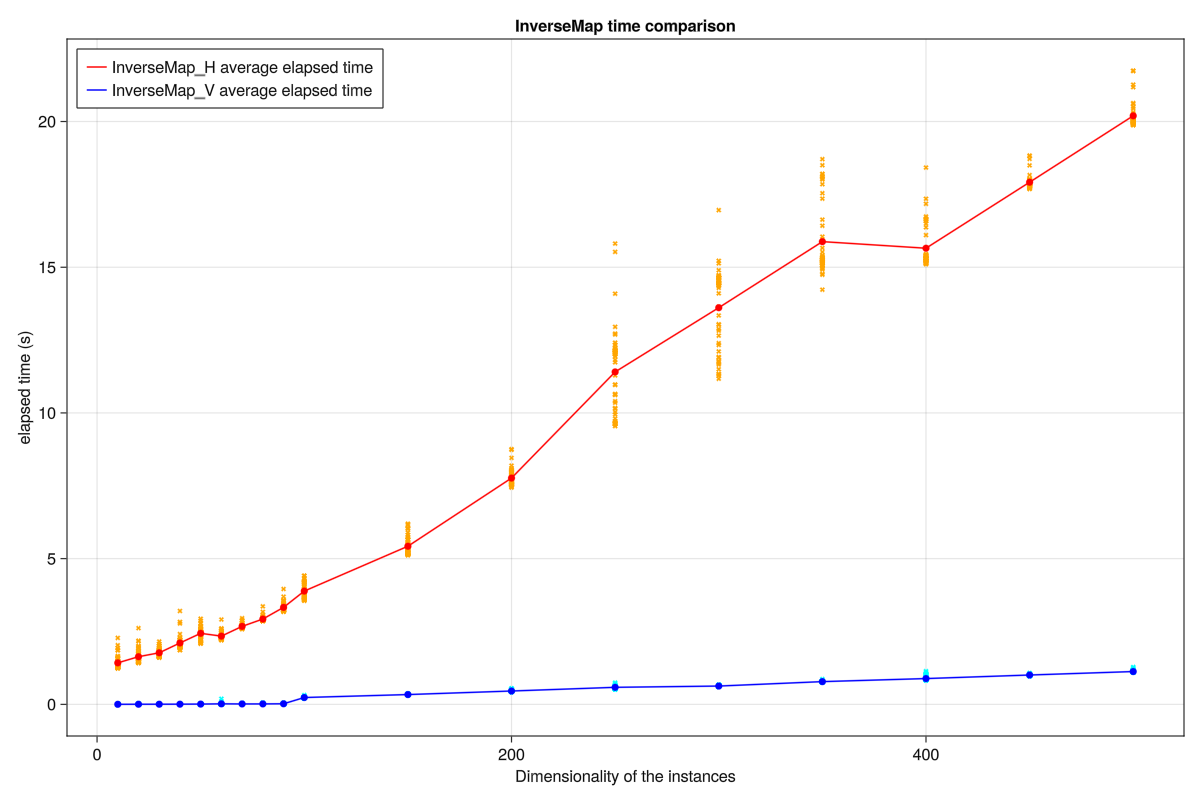 InverseMap time comparison
InverseMap_H average elapsed time
InverseMap_V average elapsed time
20
15
10
5
0
elapsed time (s)
0 200 400
Dimensionality of the instances